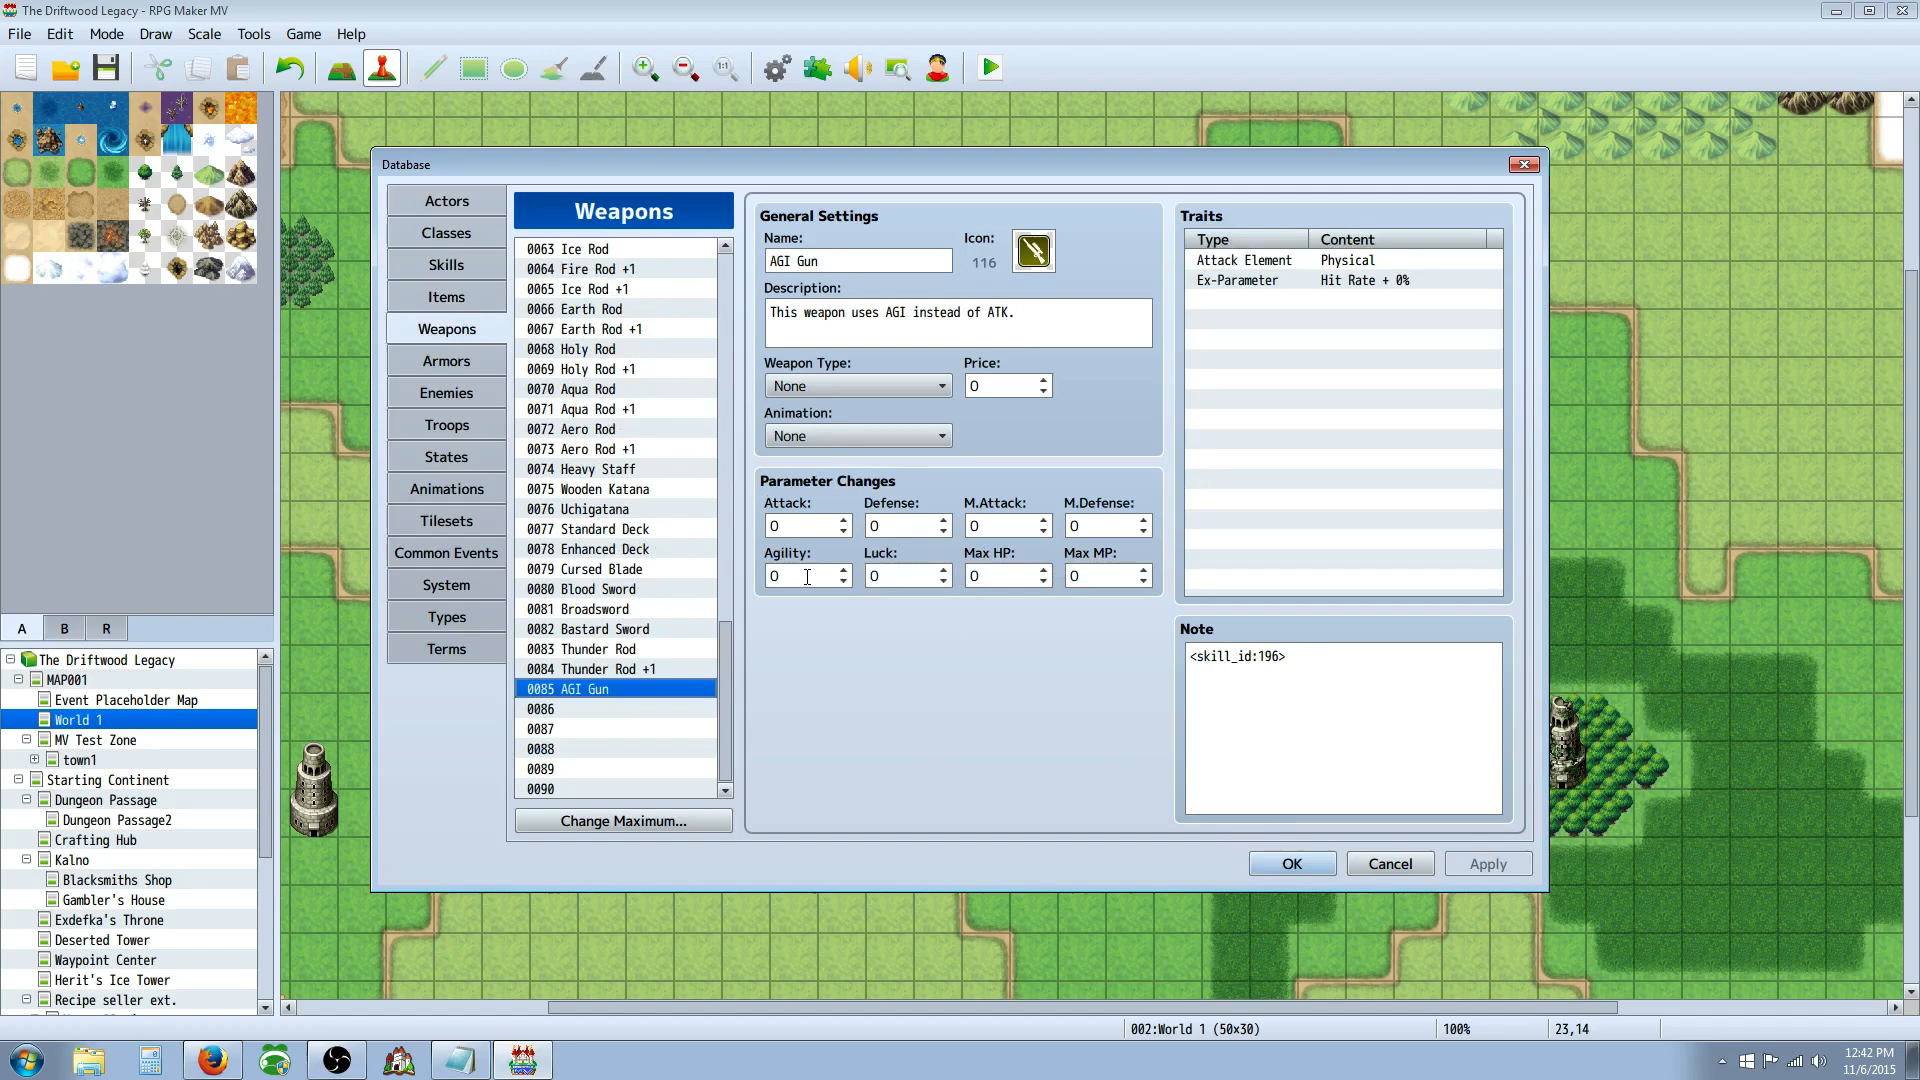 The Driftwood Legacy - RPG Maker MV
File Edit Mode Draw Scale Tools Game Help
1:1
Database
Actors
Classes
Skills
Items
Weapons
Armors
Enemies
Troops
States
Animations
Tilesets
Common Events
System
Types
Terms
Weapons
0063 Ice Rod
0064 Fire Rod +1
0065 Ice Rod +1
0066 Earth Rod
0067 Earth Rod +1
0068 Holy Rod
0069 Holy Rod +1
0070 Aqua Rod
0071 Aqua Rod +1
0072 Aero Rod
0073 Aero Rod +1
0074 Heavy Staff
0075 Wooden Katana
0076 Uchigatana
0077 Standard Deck
0078 Enhanced Deck
0079 Cursed Blade
0080 Blood Sword
0081 Broadsword
0082 Bastard Sword
0083 Thunder Rod
0084 Thunder Rod +1
0085 AGI Gun
0086
0087
0088
0089
0090
Change Maximum...
General Settings
Name: Icon:
AGI Gun 116
Description:
This weapon uses AGI instead of ATK.
Weapon Type: Price:
None 0
Animation:
None
Parameter Changes
Attack: Defense: M.Attack: M.Defense:
0 0 0 0
Agility: Luck: Max HP: Max MP:
0 0 0 0
Traits
Type Content
Attack Element Physical
Ex-Parameter Hit Rate + 0%
Note
<skill_id:196>
OK Cancel Apply
A B R
The Driftwood Legacy
MAP001
Event Placeholder Map
World 1
MV Test Zone
town1
Starting Continent
Dungeon Passage
Dungeon Passage2
Crafting Hub
Kalno
Blacksmiths Shop
Gambler's House
Exdefka's Throne
Deserted Tower
Waypoint Center
Herit's Ice Tower
Recipe seller ext.
002:World 1 (50x30) 100% 23,14
12:42 PM
11/6/2015